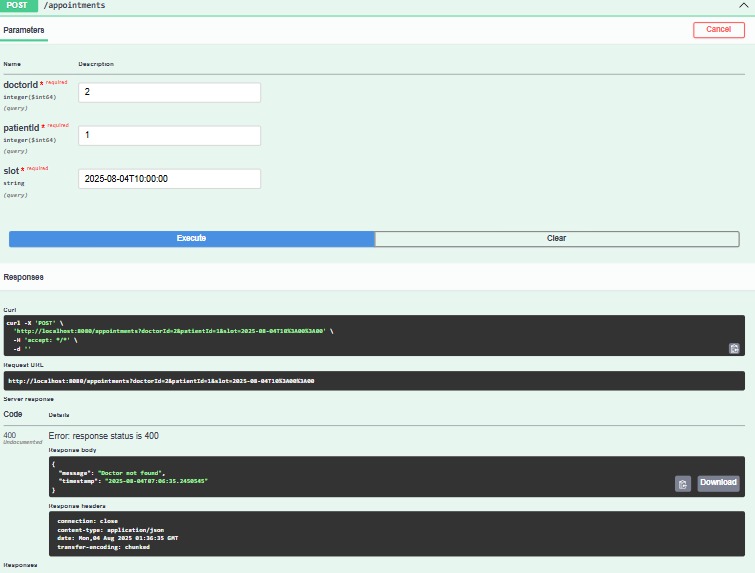 POST /appointments
Parameters
Cancel
Name Description
doctorId * required
integer($int64)
(query)
2
patientId * required
integer($int64)
(query)
1
slot * required
string
(query)
2025-08-04T10:00:00
Execute
Clear
Responses
Curl
curl -X 'POST' \
'http://localhost:8080/appointments?doctorId=2&patientId=1&slot=2025-08-04T10%3A00%3A00' \
-H 'accept: */*' \
-d ''
Request URL
http://localhost:8080/appointments?doctorId=2&patientId=1&slot=2025-08-04T10%3A00%3A00
Server response
Code Details
400
Undocumented
Error: response status is 400
Response body
{
"message": "Doctor not found",
"timestamp": "2025-08-04T07:06:35.2450545"
}
Download
Response headers
connection: close
content-type: application/json
date: Mon,04 Aug 2025 01:36:35 GMT
transfer-encoding: chunked
Responses